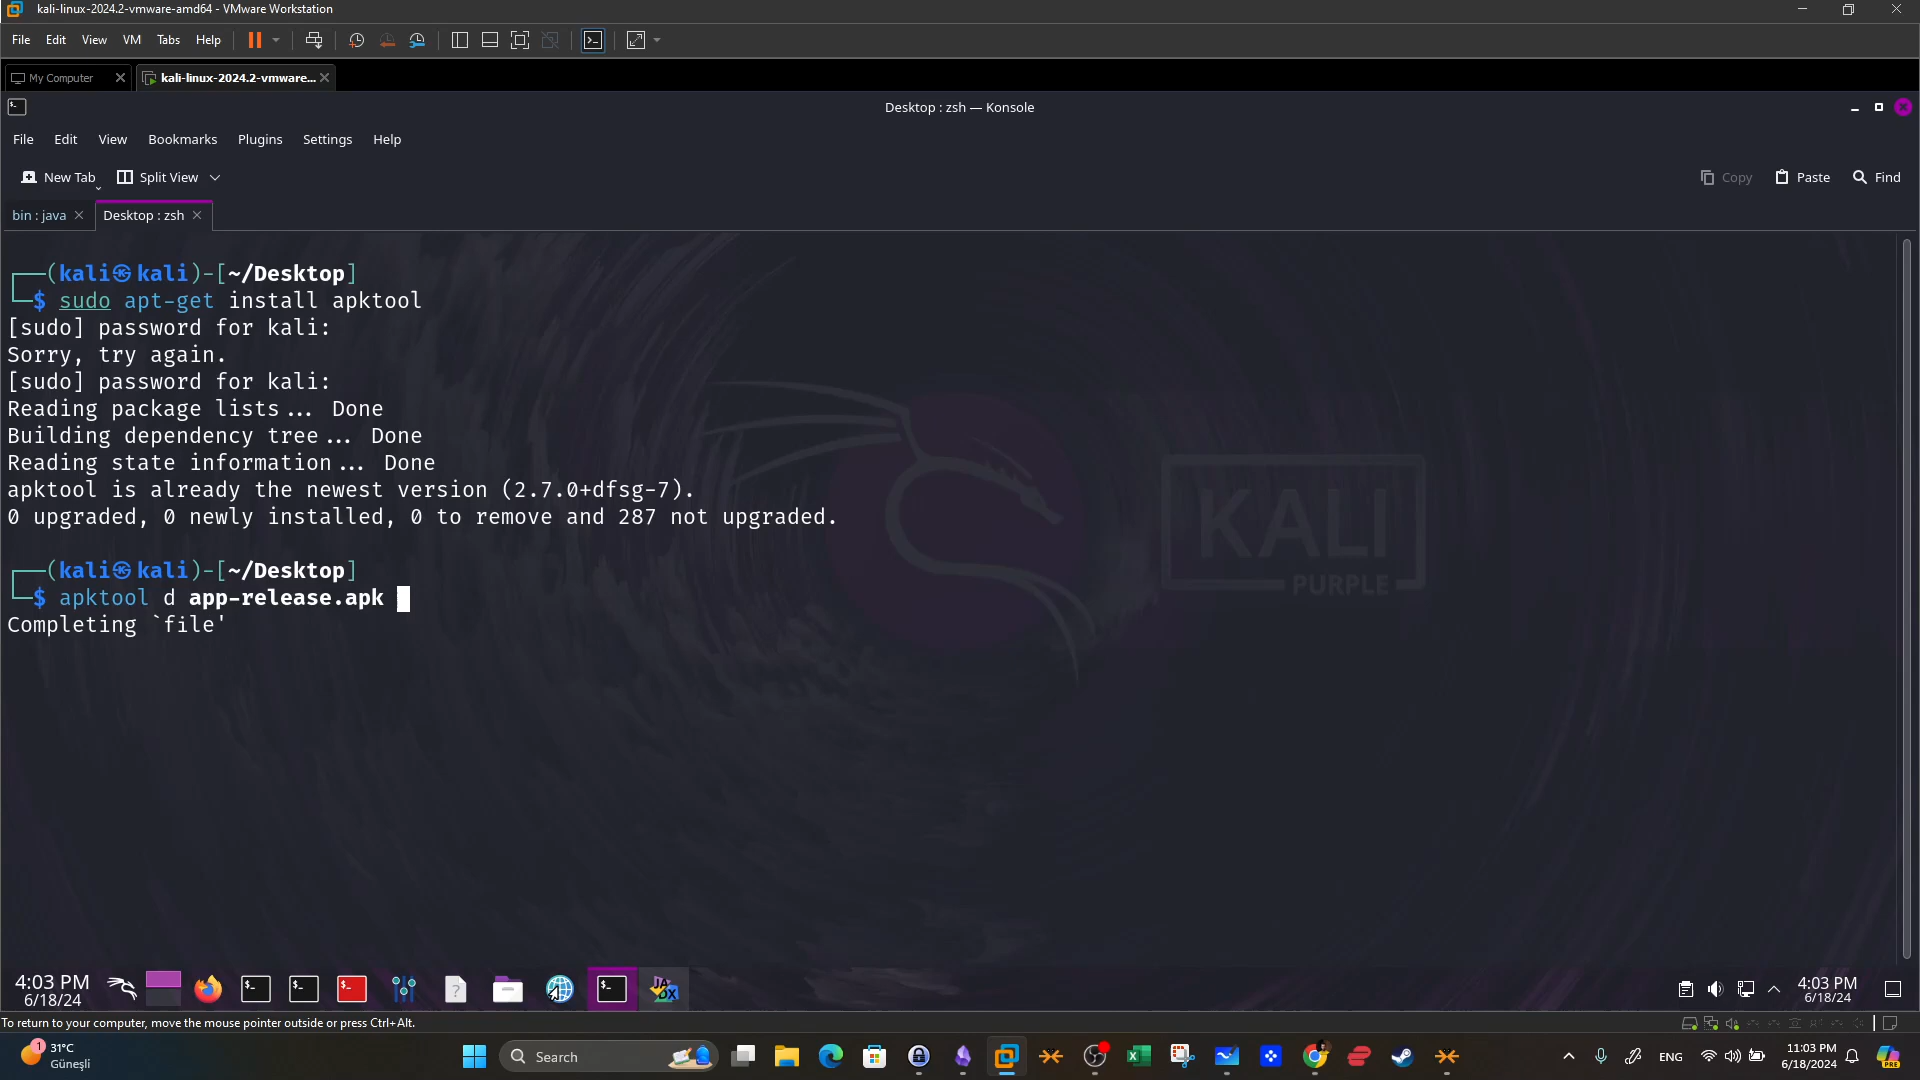 kali-linux-2024.2-vmware-amd64 - VMware Workstation
File Edit View VM Tabs Help
My Computer kali-linux-2024.2-vmware...
Desktop : zsh — Konsole
File Edit View Bookmarks Plugins Settings Help
New Tab Split View Copy Paste Find
bin : java Desktop : zsh
┌──(kali㉿kali)-[~/Desktop]
└─$ sudo apt-get install apktool
[sudo] password for kali:
Sorry, try again.
[sudo] password for kali:
Reading package lists... Done
Building dependency tree... Done
Reading state information... Done
apktool is already the newest version (2.7.0+dfsg-7).
0 upgraded, 0 newly installed, 0 to remove and 287 not upgraded.
┌──(kali㉿kali)-[~/Desktop]
└─$ apktool d app-release.apk
Completing `file'
KALI
PURPLE
4:03 PM
6/18/24
4:03 PM
6/18/24
To return to your computer, move the mouse pointer outside or press Ctrl+Alt.
1
31°C
Güneşli
Search
ENG
11:03 PM
6/18/2024
PRE